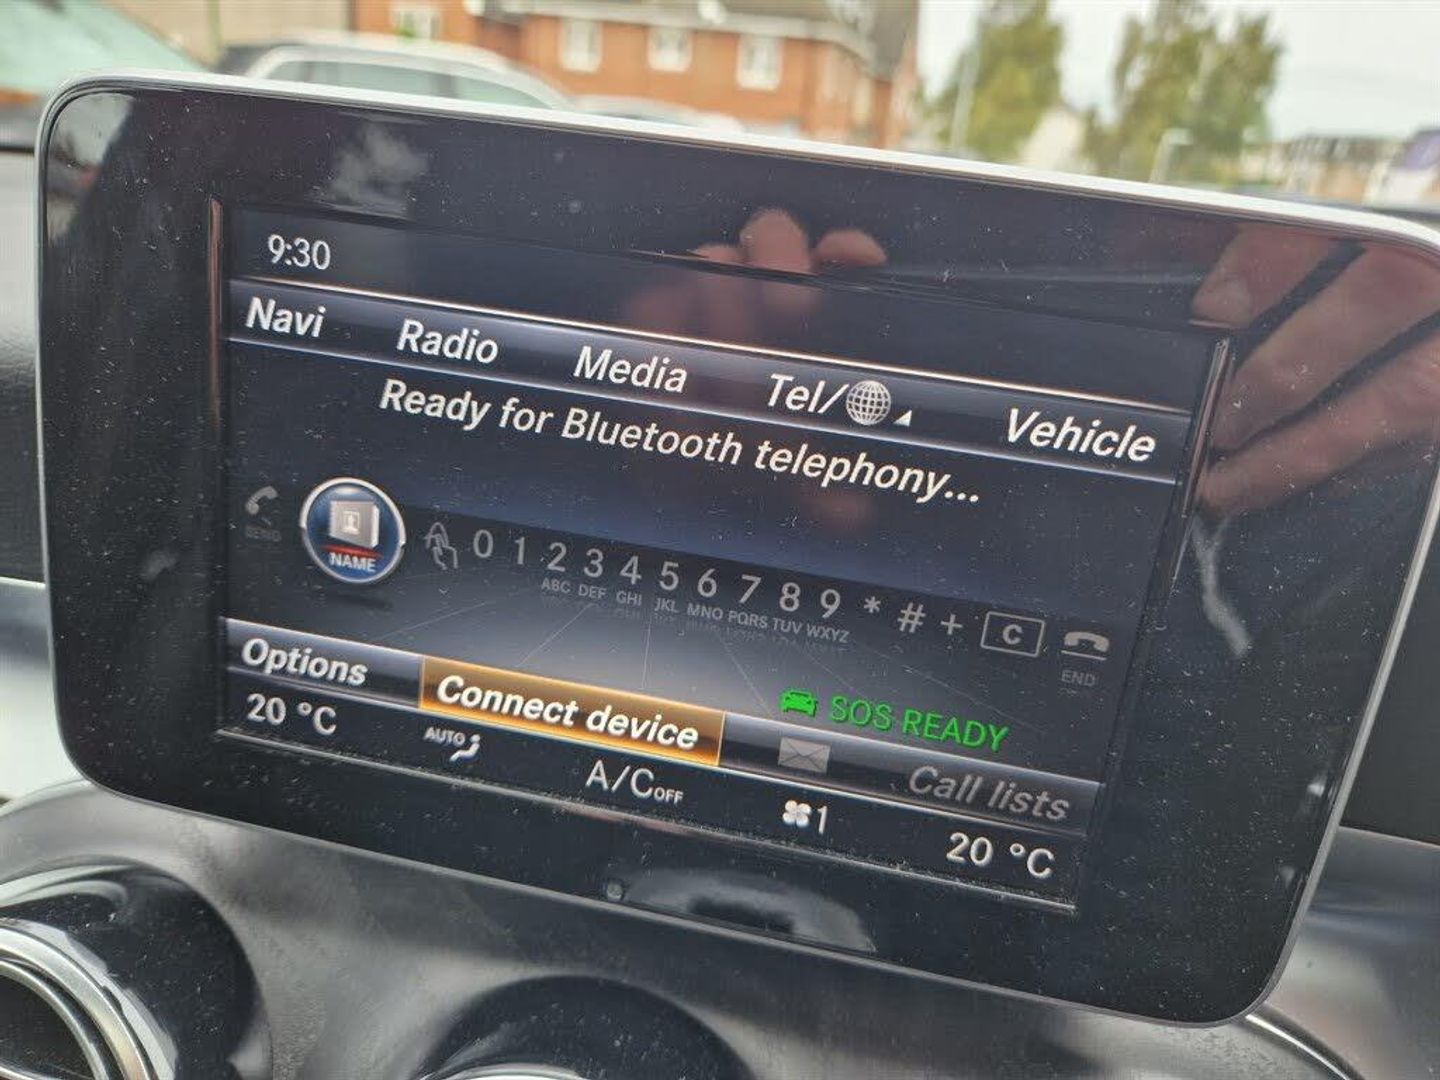 9:30
Navi Radio Media Tel/ Vehicle
Ready for Bluetooth telephony...
SEND NAME 0 1 2 3 4 5 6 7 8 9 * # + C END
ABC DEF GHI JKL MNO PQRS TUV WXYZ
SOS READY
Options Connect device Call lists
20 °C AUTO A/C OFF 1 20 °C